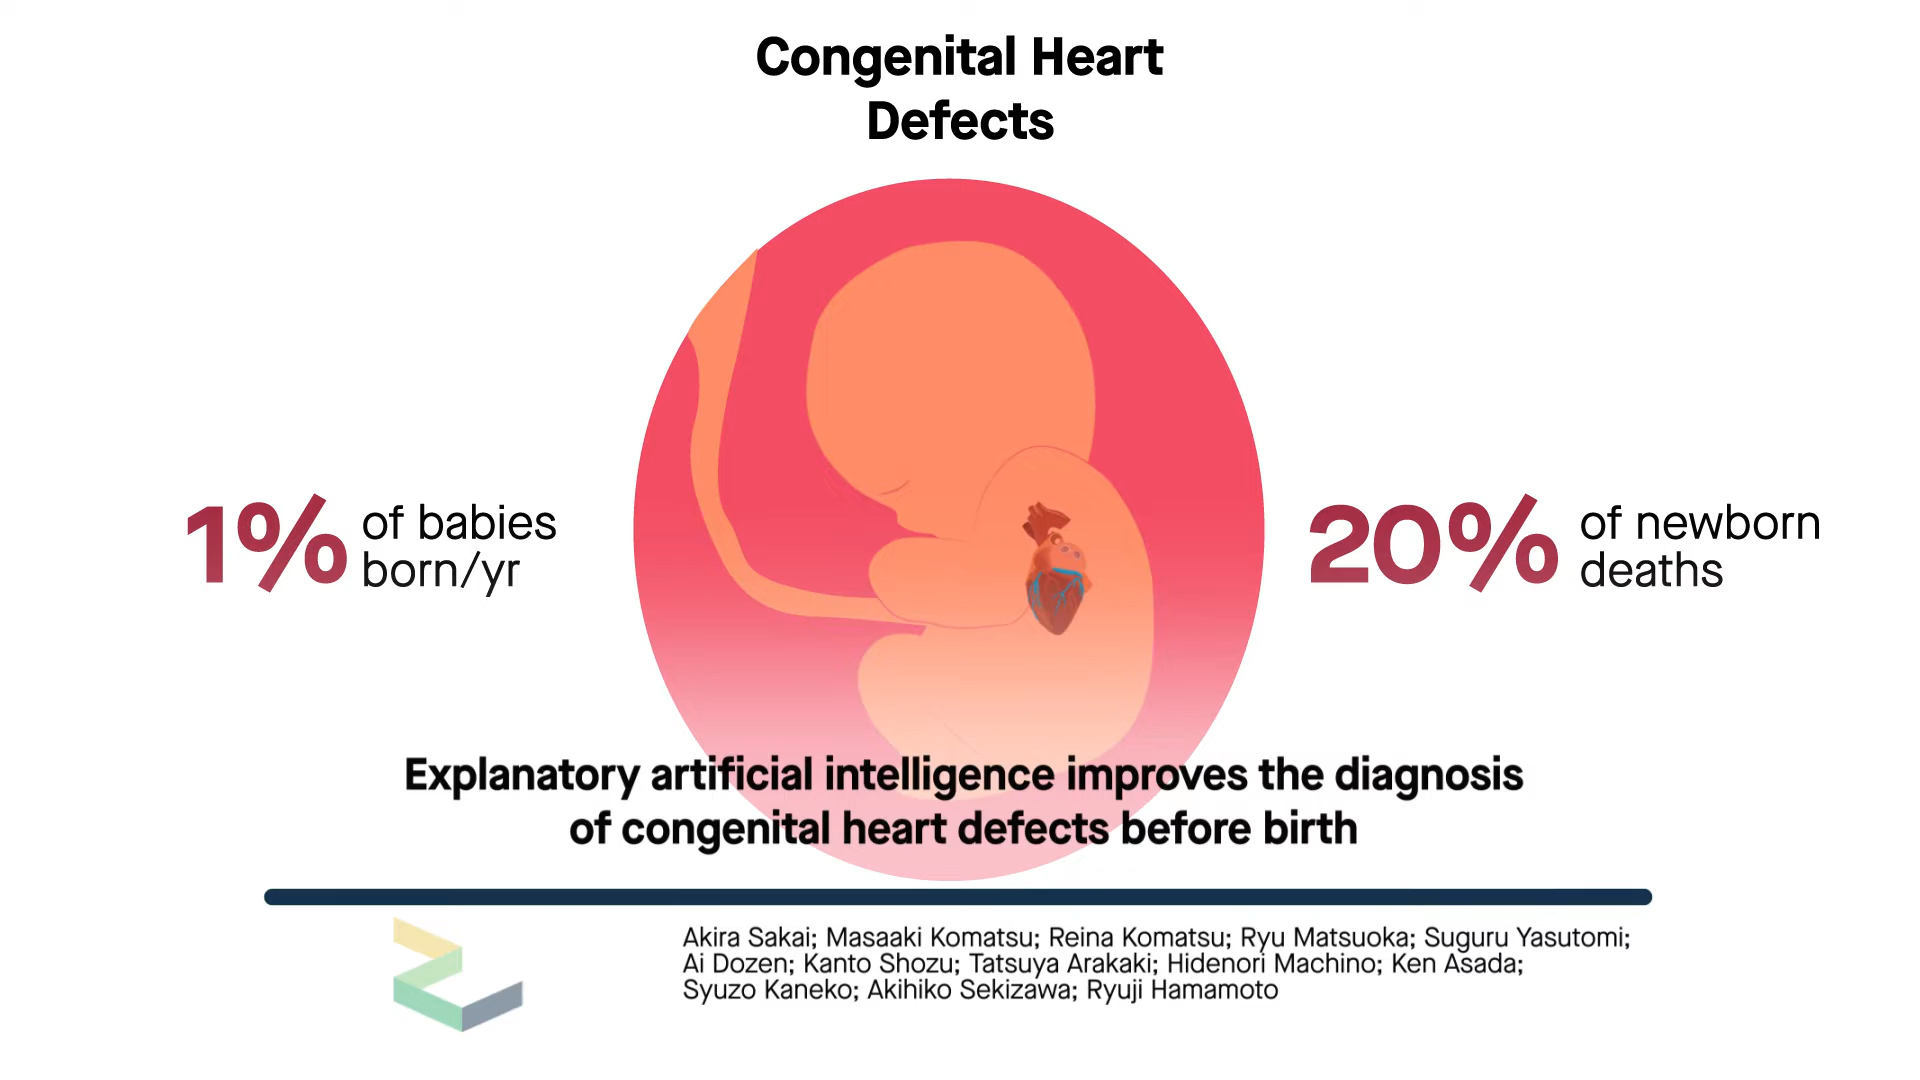 Congenital Heart
Defects
1% of babies
born/yr
20% of newborn
deaths
Explanatory artificial intelligence improves the diagnosis
of congenital heart defects before birth
Akira Sakai; Masaaki Komatsu; Reina Komatsu; Ryu Matsuoka; Suguru Yasutomi;
Ai Dozen; Kanto Shozu; Tatsuya Arakaki; Hidenori Machino; Ken Asada;
Syuzo Kaneko; Akihiko Sekizawa; Ryuji Hamamoto